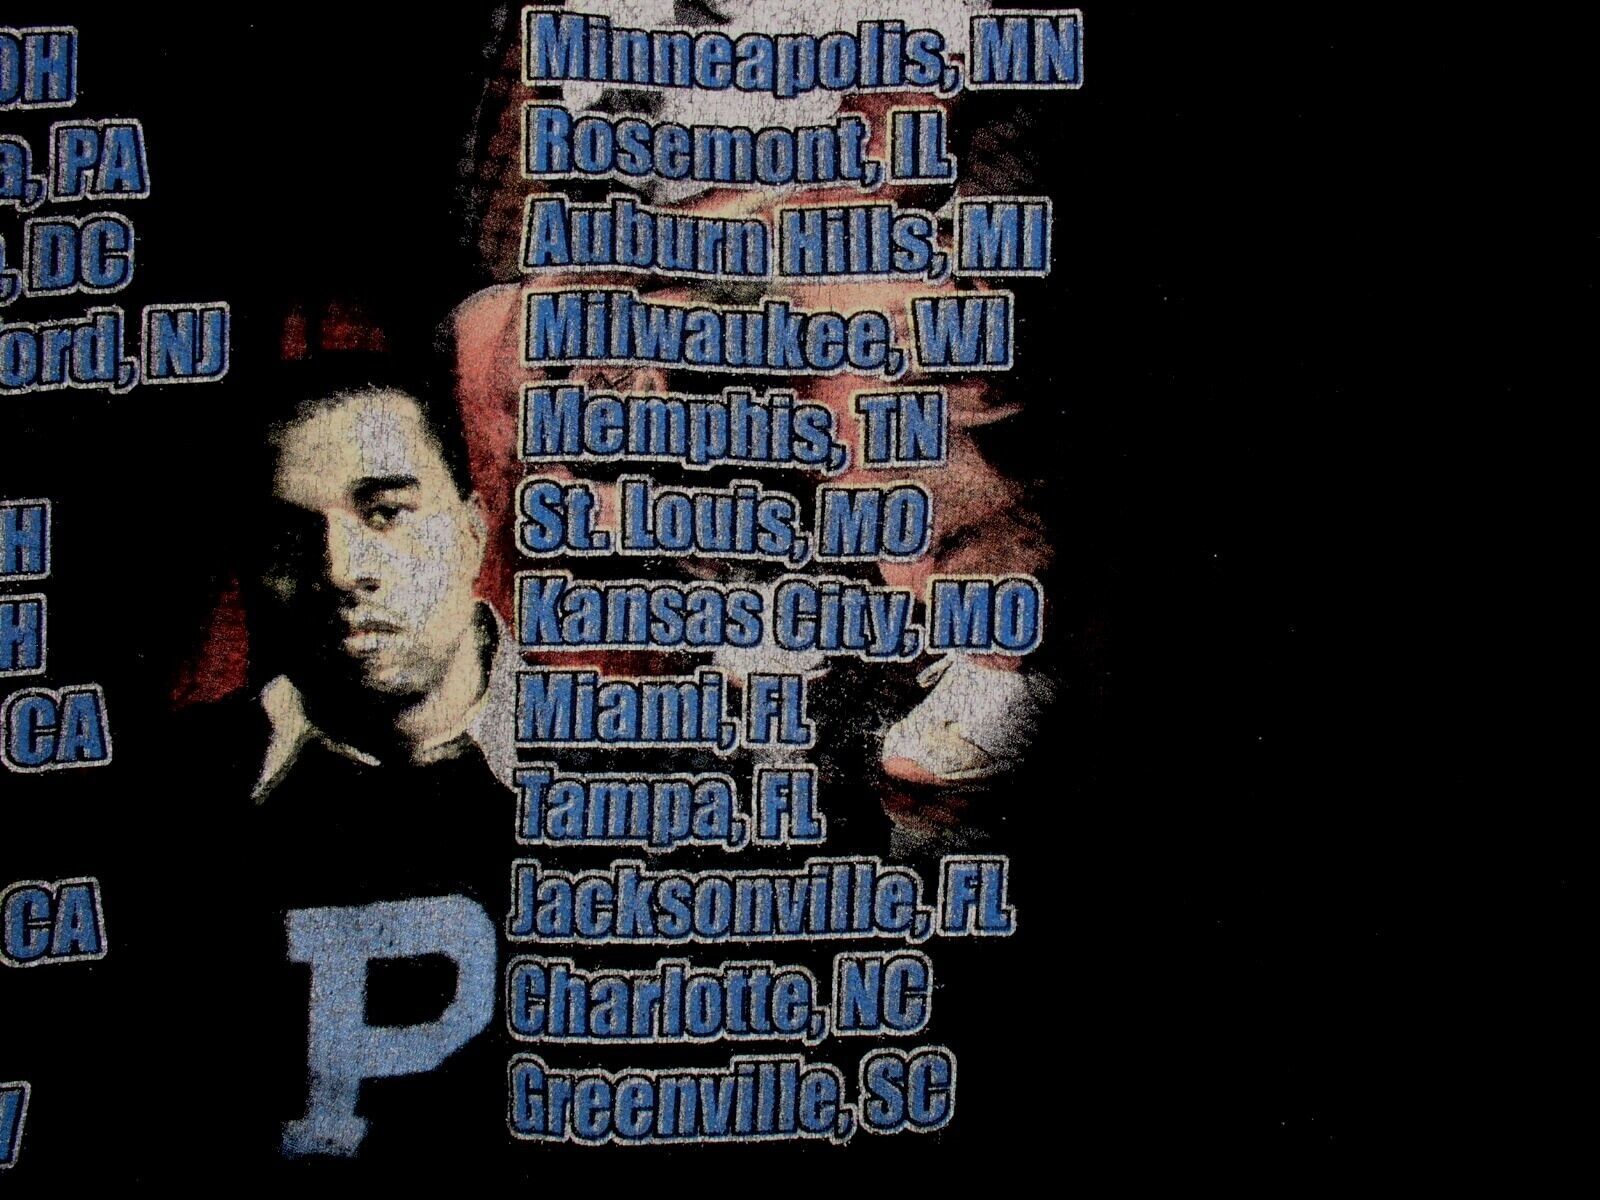 OH
PA
DC
NJ
H
H
CA
CA
Minneapolis, MN
Rosemont, IL
Auburn Hills, MI
Milwaukee, WI
Memphis, TN
St. Louis, MO
Kansas City, MO
Miami, FL
Tampa, FL
Jacksonville, FL
Charlotte, NC
Greenville, SC
P